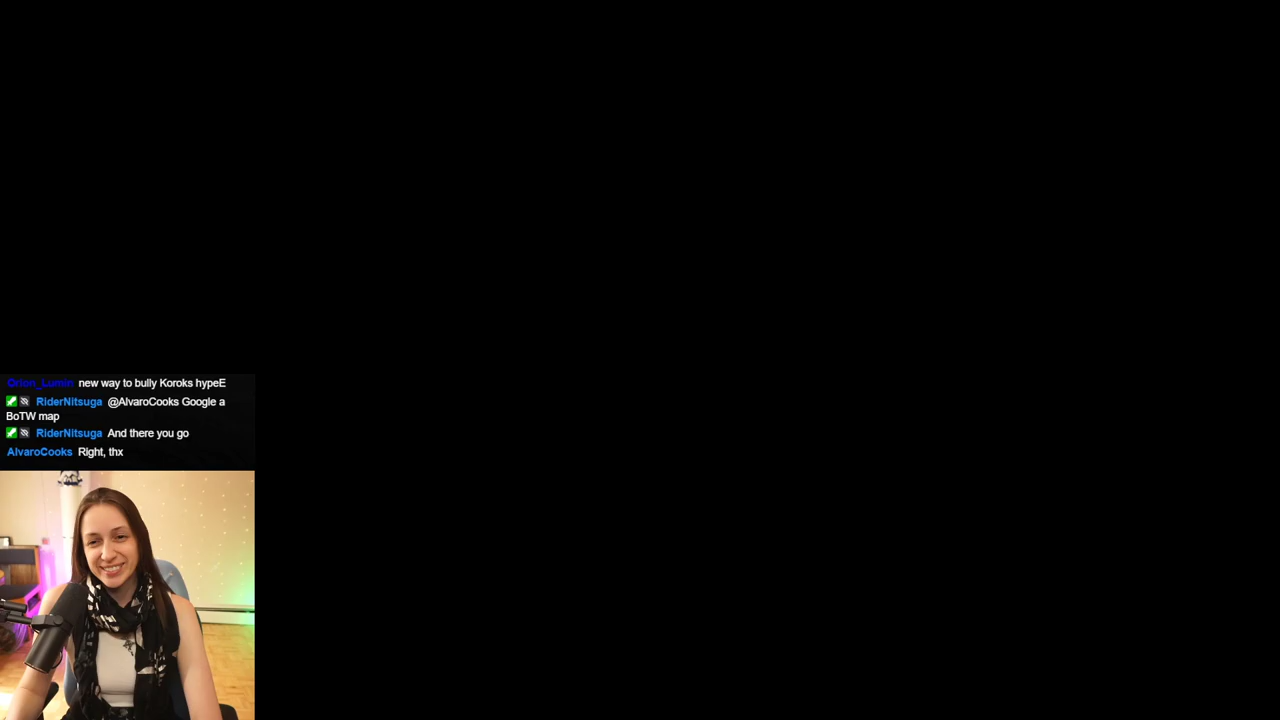 Orion_Lumin new way to bully Koroks hypeE
RiderNitsuga @AlvaroCooks Google a
BoTW map
RiderNitsuga And there you go
AlvaroCooks Right, thx